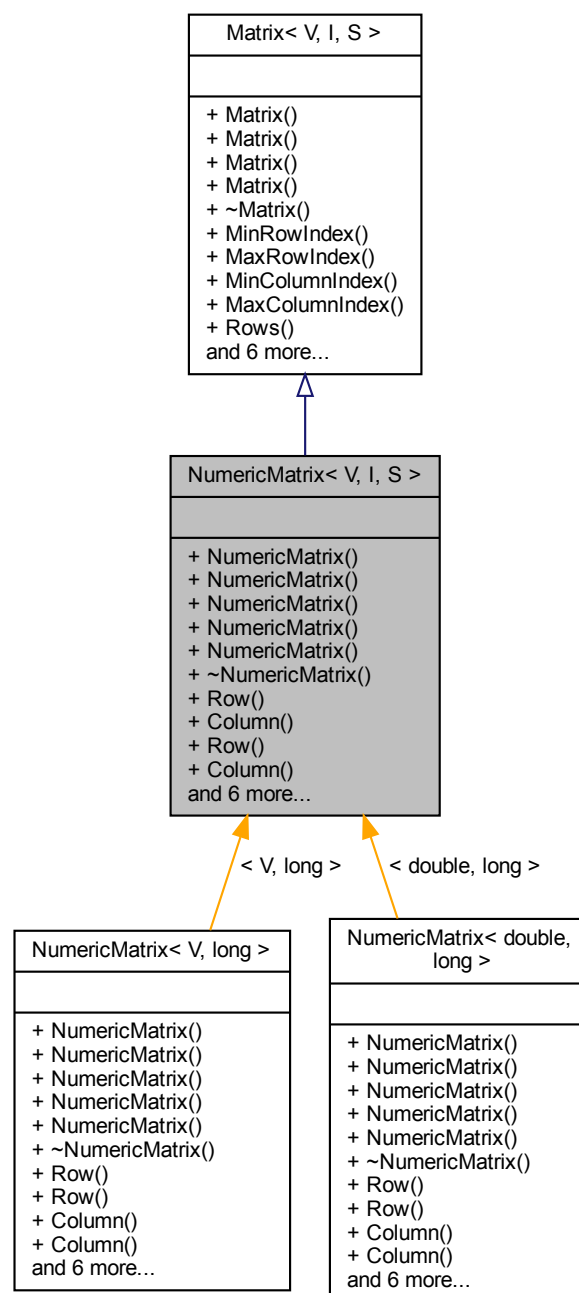 Matrix< V, I, S >
+ Matrix()
+ Matrix()
+ Matrix()
+ Matrix()
+ ~Matrix()
+ MinRowIndex()
+ MaxRowIndex()
+ MinColumnIndex()
+ MaxColumnIndex()
+ Rows()
and 6 more...
NumericMatrix< V, I, S >
+ NumericMatrix()
+ NumericMatrix()
+ NumericMatrix()
+ NumericMatrix()
+ NumericMatrix()
+ ~NumericMatrix()
+ Row()
+ Column()
+ Row()
+ Column()
and 6 more...
< V, long >
< double, long >
NumericMatrix< V, long >
+ NumericMatrix()
+ NumericMatrix()
+ NumericMatrix()
+ NumericMatrix()
+ NumericMatrix()
+ ~NumericMatrix()
+ Row()
+ Row()
+ Column()
+ Column()
and 6 more...
NumericMatrix< double,
long >
+ NumericMatrix()
+ NumericMatrix()
+ NumericMatrix()
+ NumericMatrix()
+ NumericMatrix()
+ ~NumericMatrix()
+ Row()
+ Row()
+ Column()
+ Column()
and 6 more...